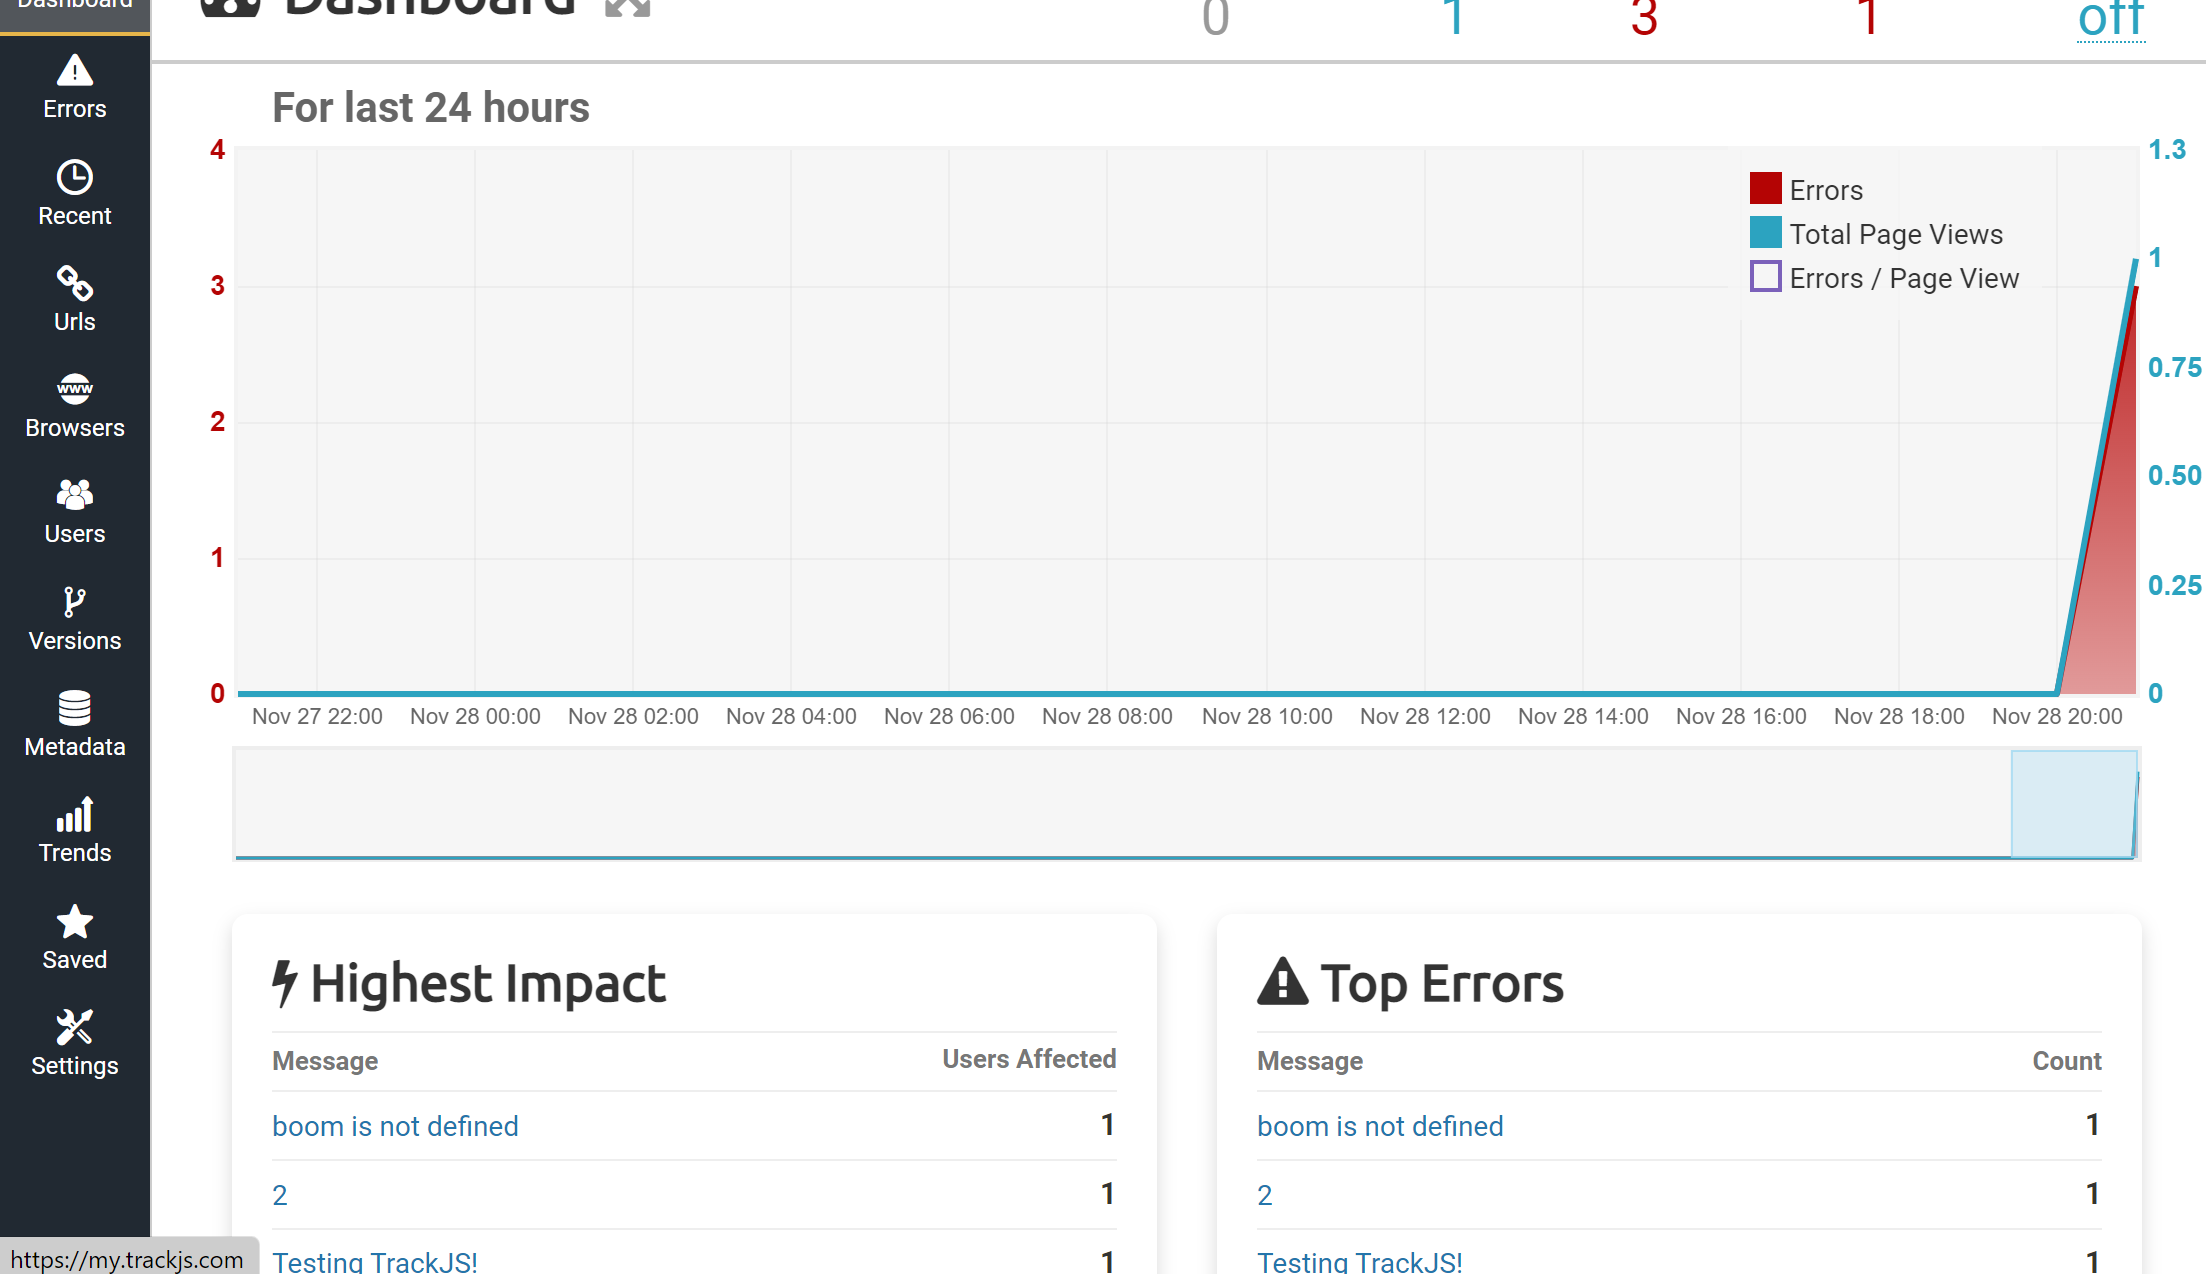 Dashboard
Dashboard
0 1 3 1 off
Errors
Recent
Urls
www
Browsers
Users
Versions
Metadata
Trends
Saved
Settings
For last 24 hours
4
3
2
1
0
1.3
1
0.75
0.50
0.25
0
Errors
Total Page Views
Errors / Page View
Nov 27 22:00 Nov 28 00:00 Nov 28 02:00 Nov 28 04:00 Nov 28 06:00 Nov 28 08:00 Nov 28 10:00 Nov 28 12:00 Nov 28 14:00 Nov 28 16:00 Nov 28 18:00 Nov 28 20:00
Highest Impact
Message Users Affected
boom is not defined 1
2 1
Testing TrackJS! 1
Top Errors
Message Count
boom is not defined 1
2 1
Testing TrackJS! 1
https://my.trackjs.com